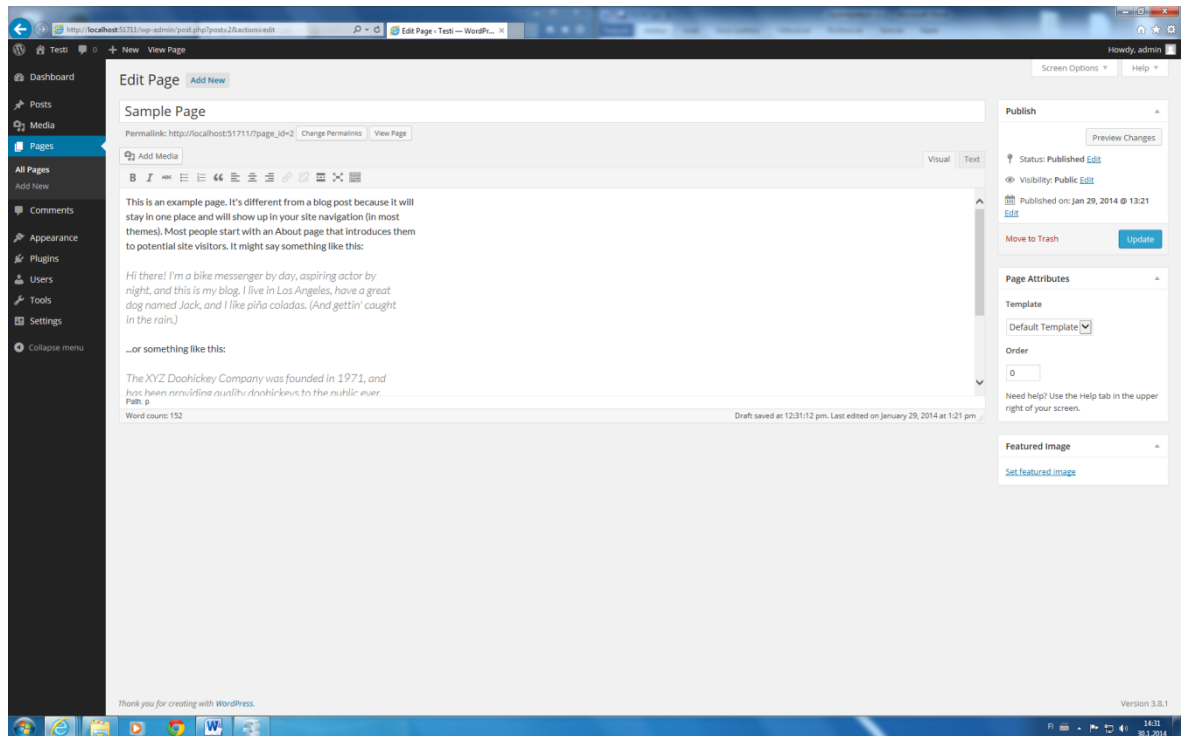 http://localhost:51711/wp-admin/post.php?post=2&action=edit
Edit Page ‹ Testi — WordPr...
Testi 0 + New View Page
Howdy, admin
Screen Options
Help
Dashboard
Posts
Media
Pages
All Pages
Add New
Comments
Appearance
Plugins
Users
Tools
Settings
Collapse menu
Edit Page Add New
Sample Page
Permalink: http://localhost:51711/?page_id=2 Change Permalinks View Page
Add Media
Visual Text
B I ABC
This is an example page. It's different from a blog post because it will
stay in one place and will show up in your site navigation (in most
themes). Most people start with an About page that introduces them
to potential site visitors. It might say something like this:
Hi there! I'm a bike messenger by day, aspiring actor by
night, and this is my blog. I live in Los Angeles, have a great
dog named Jack, and I like piña coladas. (And gettin' caught
in the rain.)
...or something like this:
The XYZ Doohickey Company was founded in 1971, and
has been providing quality doohickeys to the public ever
Path: p
Word count: 152
Draft saved at 12:31:12 pm. Last edited on January 29, 2014 at 1:21 pm
Publish
Preview Changes
Status: Published Edit
Visibility: Public Edit
Published on: Jan 29, 2014 @ 13:21
Edit
Move to Trash
Update
Page Attributes
Template
Default Template
Order
0
Need help? Use the Help tab in the upper
right of your screen.
Featured Image
Set featured image
Thank you for creating with WordPress.
Version 3.8.1
FI
14:31
30.1.2014